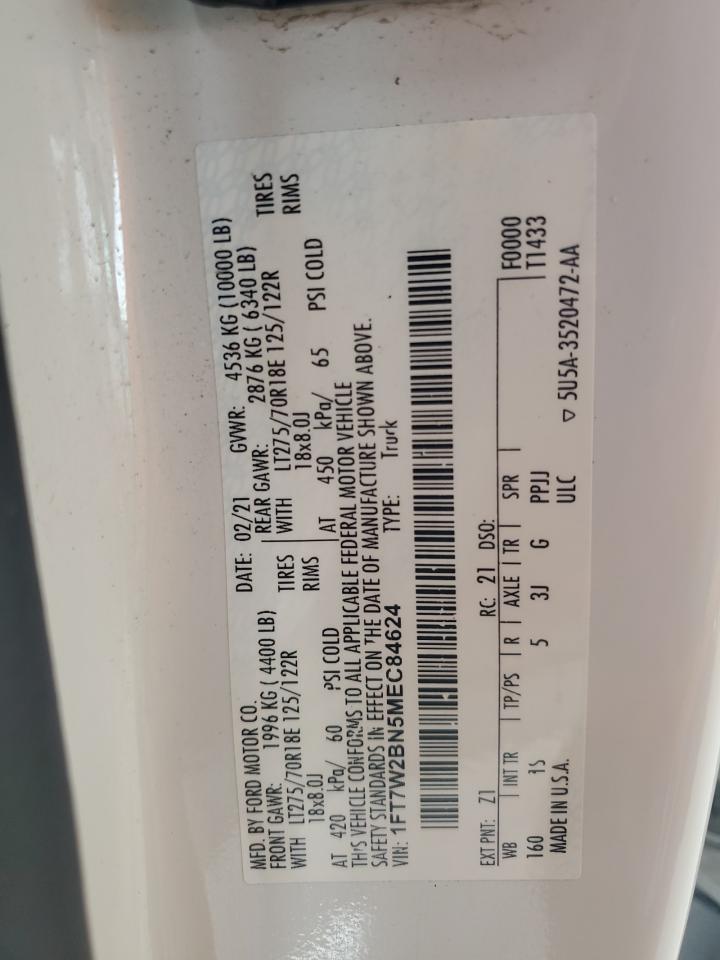 MFD. BY FORD MOTOR CO.
DATE: 02/21 GVWR: 4536 KG (10000 LB)
FRONT GAWR: 1996 KG ( 4400 LB) REAR GAWR: 2876 KG ( 6340 LB)
WITH LT275/70R18E 125/122R TIRES WITH LT275/70R18E 125/122R TIRES
18x8.0J RIMS 18x8.0J RIMS
AT 420 kPa/ 60 PSI COLD AT 450 kPa/ 65 PSI COLD
THIS VEHICLE CONFORMS TO ALL APPLICABLE FEDERAL MOTOR VEHICLE
SAFETY STANDARDS IN EFFECT ON THE DATE OF MANUFACTURE SHOWN ABOVE.
VIN: 1FT7W2BN5MEC84624 TYPE: Truck
EXT PNT: Z1 RC: 21 DSO:
WB INT TR TP/PS R AXLE TR SPR F0000
160 1S 5 3J G PPJJ T1433
MADE IN U.S.A. ULC ▽ 5U5A-3520472-AA